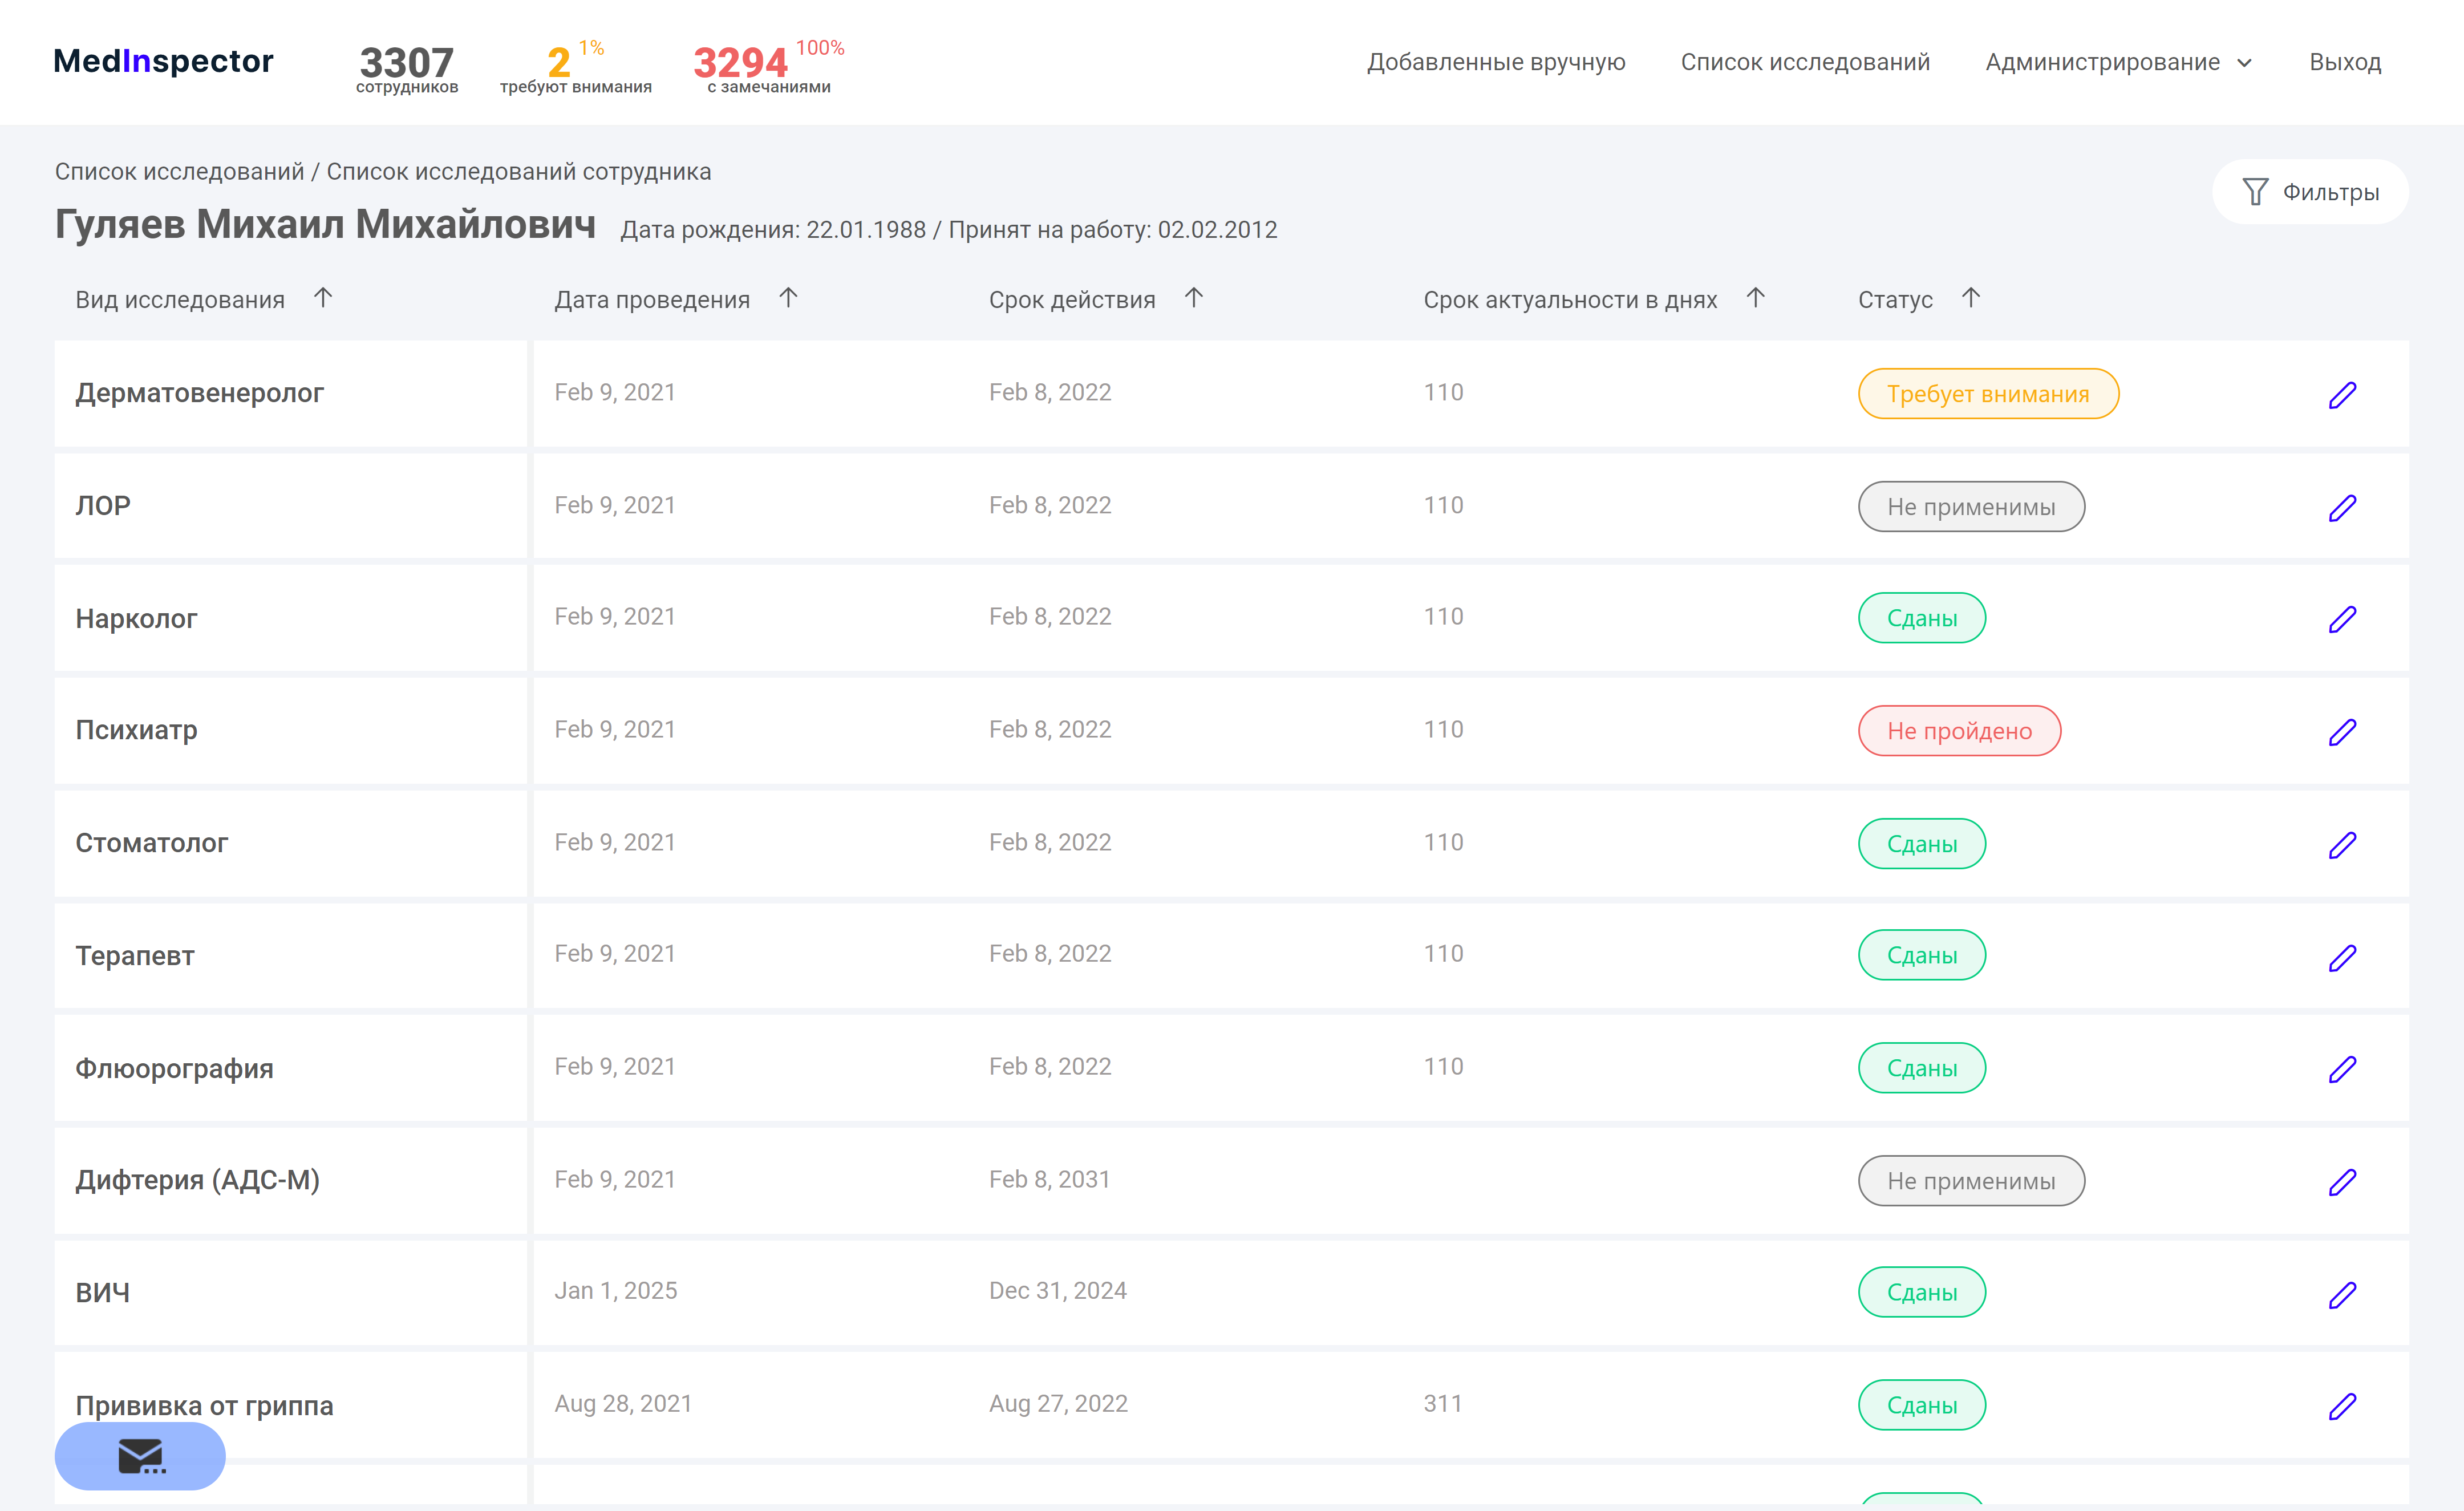 MedInspector 3307 2 1% 3294 100% Добавленные вручную Список исследований Администрирование Выход
сотрудников требуют внимания с замечаниями
Список исследований / Список исследований сотрудника
Фильтры
Гуляев Михаил Михайлович Дата рождения: 22.01.1988 / Принят на работу: 02.02.2012
Вид исследования Дата проведения Срок действия Срок актуальности в днях Статус
Дерматовенеролог Feb 9, 2021 Feb 8, 2022 110 Требует внимания
ЛОР Feb 9, 2021 Feb 8, 2022 110 Не применимы
Нарколог Feb 9, 2021 Feb 8, 2022 110 Сданы
Психиатр Feb 9, 2021 Feb 8, 2022 110 Не пройдено
Стоматолог Feb 9, 2021 Feb 8, 2022 110 Сданы
Терапевт Feb 9, 2021 Feb 8, 2022 110 Сданы
Флюорография Feb 9, 2021 Feb 8, 2022 110 Сданы
Дифтерия (АДС-М) Feb 9, 2021 Feb 8, 2031 Не применимы
ВИЧ Jan 1, 2025 Dec 31, 2024 Сданы
Прививка от гриппа Aug 28, 2021 Aug 27, 2022 311 Сданы